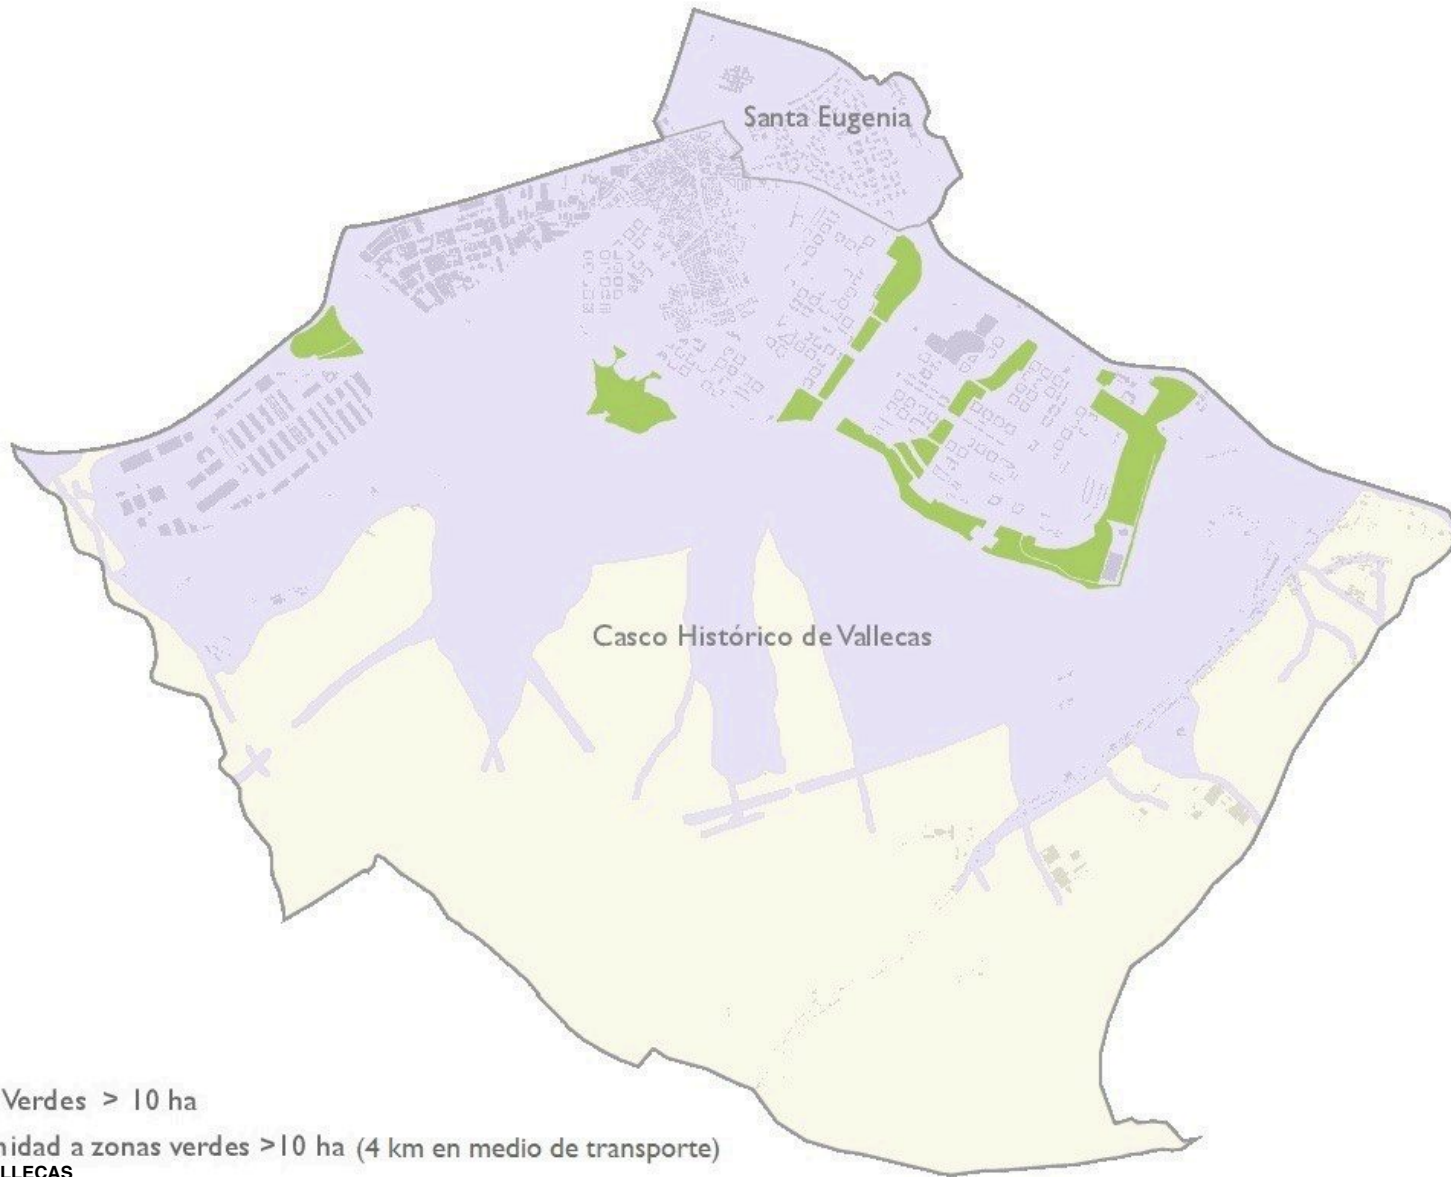 Santa Eugenia
Casco Histórico de Vallecas
Verdes > 10 ha
nidad a zonas verdes >10 ha (4 km en medio de transporte)
LLECAS